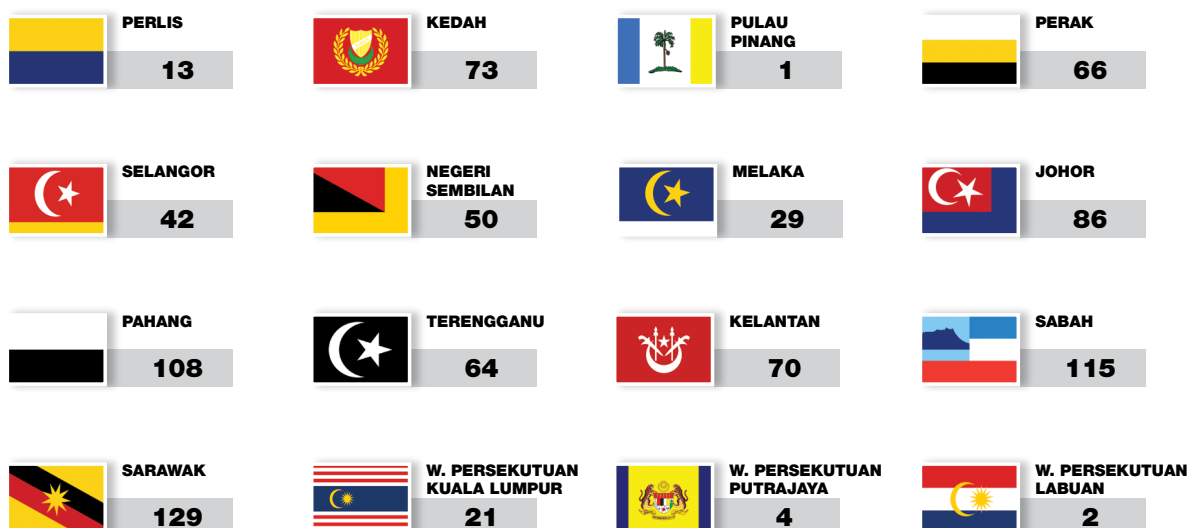 PERLIS
13
KEDAH
73
PULAU
PINANG
1
PERAK
66
SELANGOR
42
NEGERI
SEMBILAN
50
MELAKA
29
JOHOR
86
PAHANG
108
TERENGGANU
64
KELANTAN
70
SABAH
115
SARAWAK
129
W. PERSEKUTUAN
KUALA LUMPUR
21
W. PERSEKUTUAN
PUTRAJAYA
4
W. PERSEKUTUAN
LABUAN
2